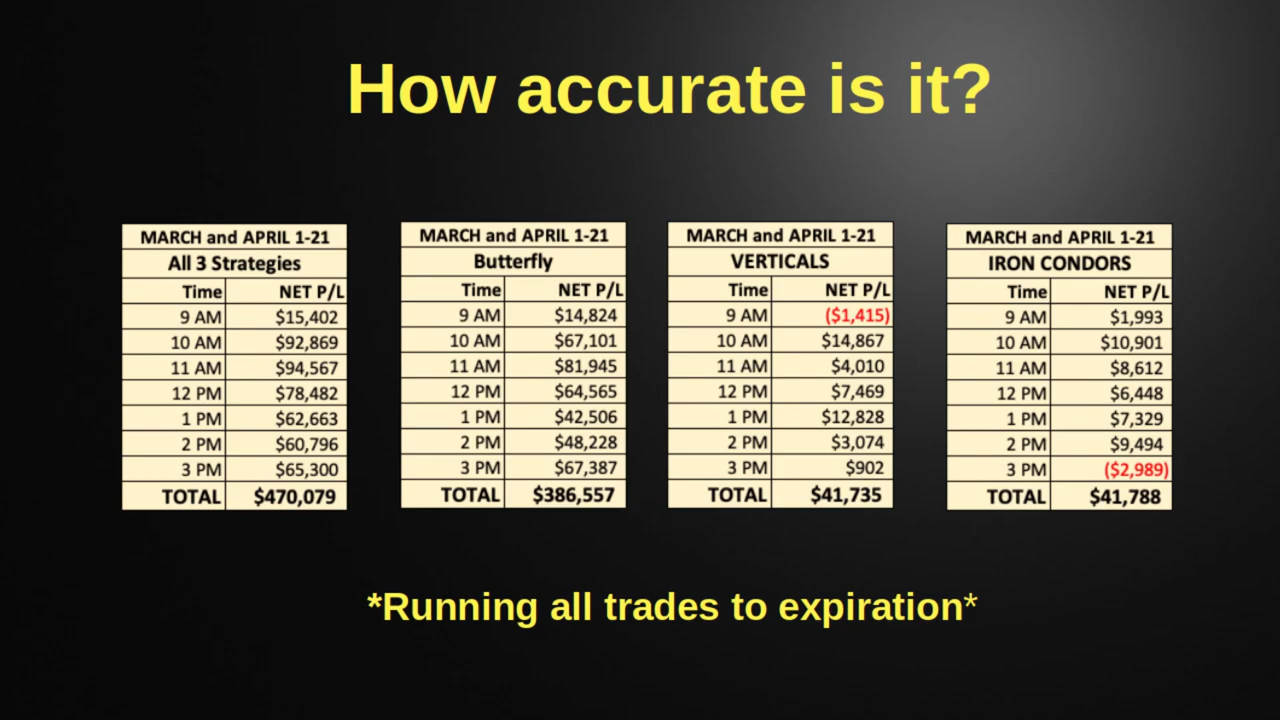 How accurate is it?
MARCH and APRIL 1-21
All 3 Strategies
Time NET P/L
9 AM $15,402
10 AM $92,869
11 AM $94,567
12 PM $78,482
1 PM $62,663
2 PM $60,796
3 PM $65,300
TOTAL $470,079
MARCH and APRIL 1-21
Butterfly
Time NET P/L
9 AM $14,824
10 AM $67,101
11 AM $81,945
12 PM $64,565
1 PM $42,506
2 PM $48,228
3 PM $67,387
TOTAL $386,557
MARCH and APRIL 1-21
VERTICALS
Time NET P/L
9 AM ($1,415)
10 AM $14,867
11 AM $4,010
12 PM $7,469
1 PM $12,828
2 PM $3,074
3 PM $902
TOTAL $41,735
MARCH and APRIL 1-21
IRON CONDORS
Time NET P/L
9 AM $1,993
10 AM $10,901
11 AM $8,612
12 PM $6,448
1 PM $7,329
2 PM $9,494
3 PM ($2,989)
TOTAL $41,788
*Running all trades to expiration*